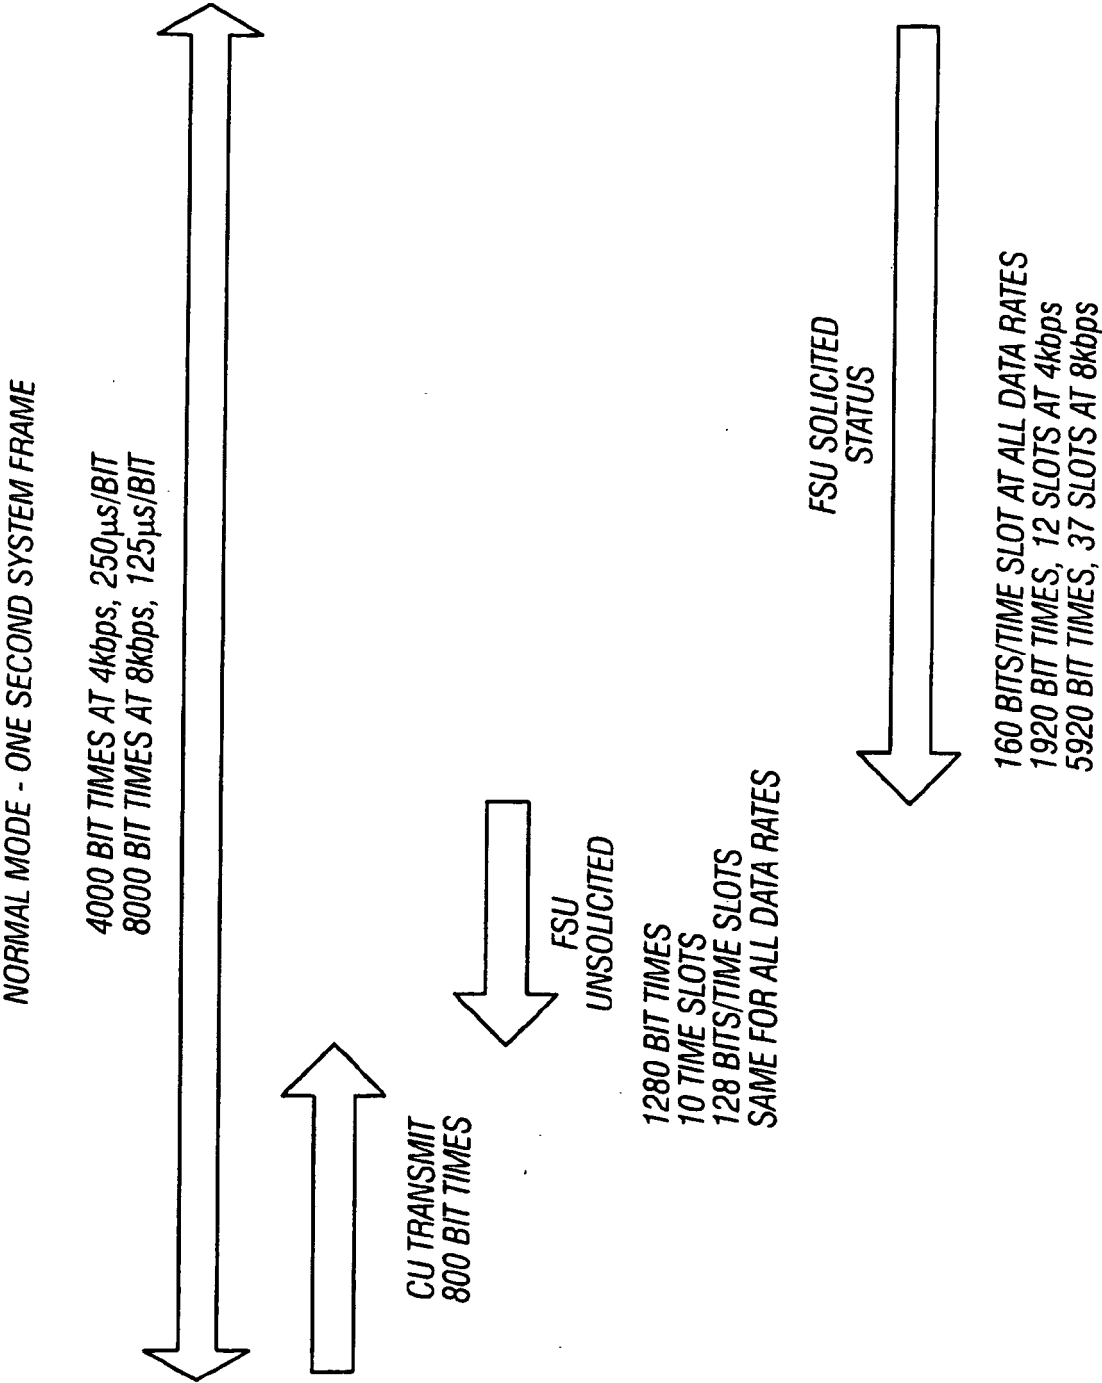 NORMAL MODE - ONE SECOND SYSTEM FRAME
4000 BIT TIMES AT 4kbps, 250µs/BIT
8000 BIT TIMES AT 8kbps, 125µs/BIT
CU TRANSMIT
800 BIT TIMES
FSU
UNSOLICITED
1280 BIT TIMES
10 TIME SLOTS
128 BITS/TIME SLOTS
SAME FOR ALL DATA RATES
FSU SOLICITED
STATUS
160 BITS/TIME SLOT AT ALL DATA RATES
1920 BIT TIMES, 12 SLOTS AT 4kbps
5920 BIT TIMES, 37 SLOTS AT 8kbps